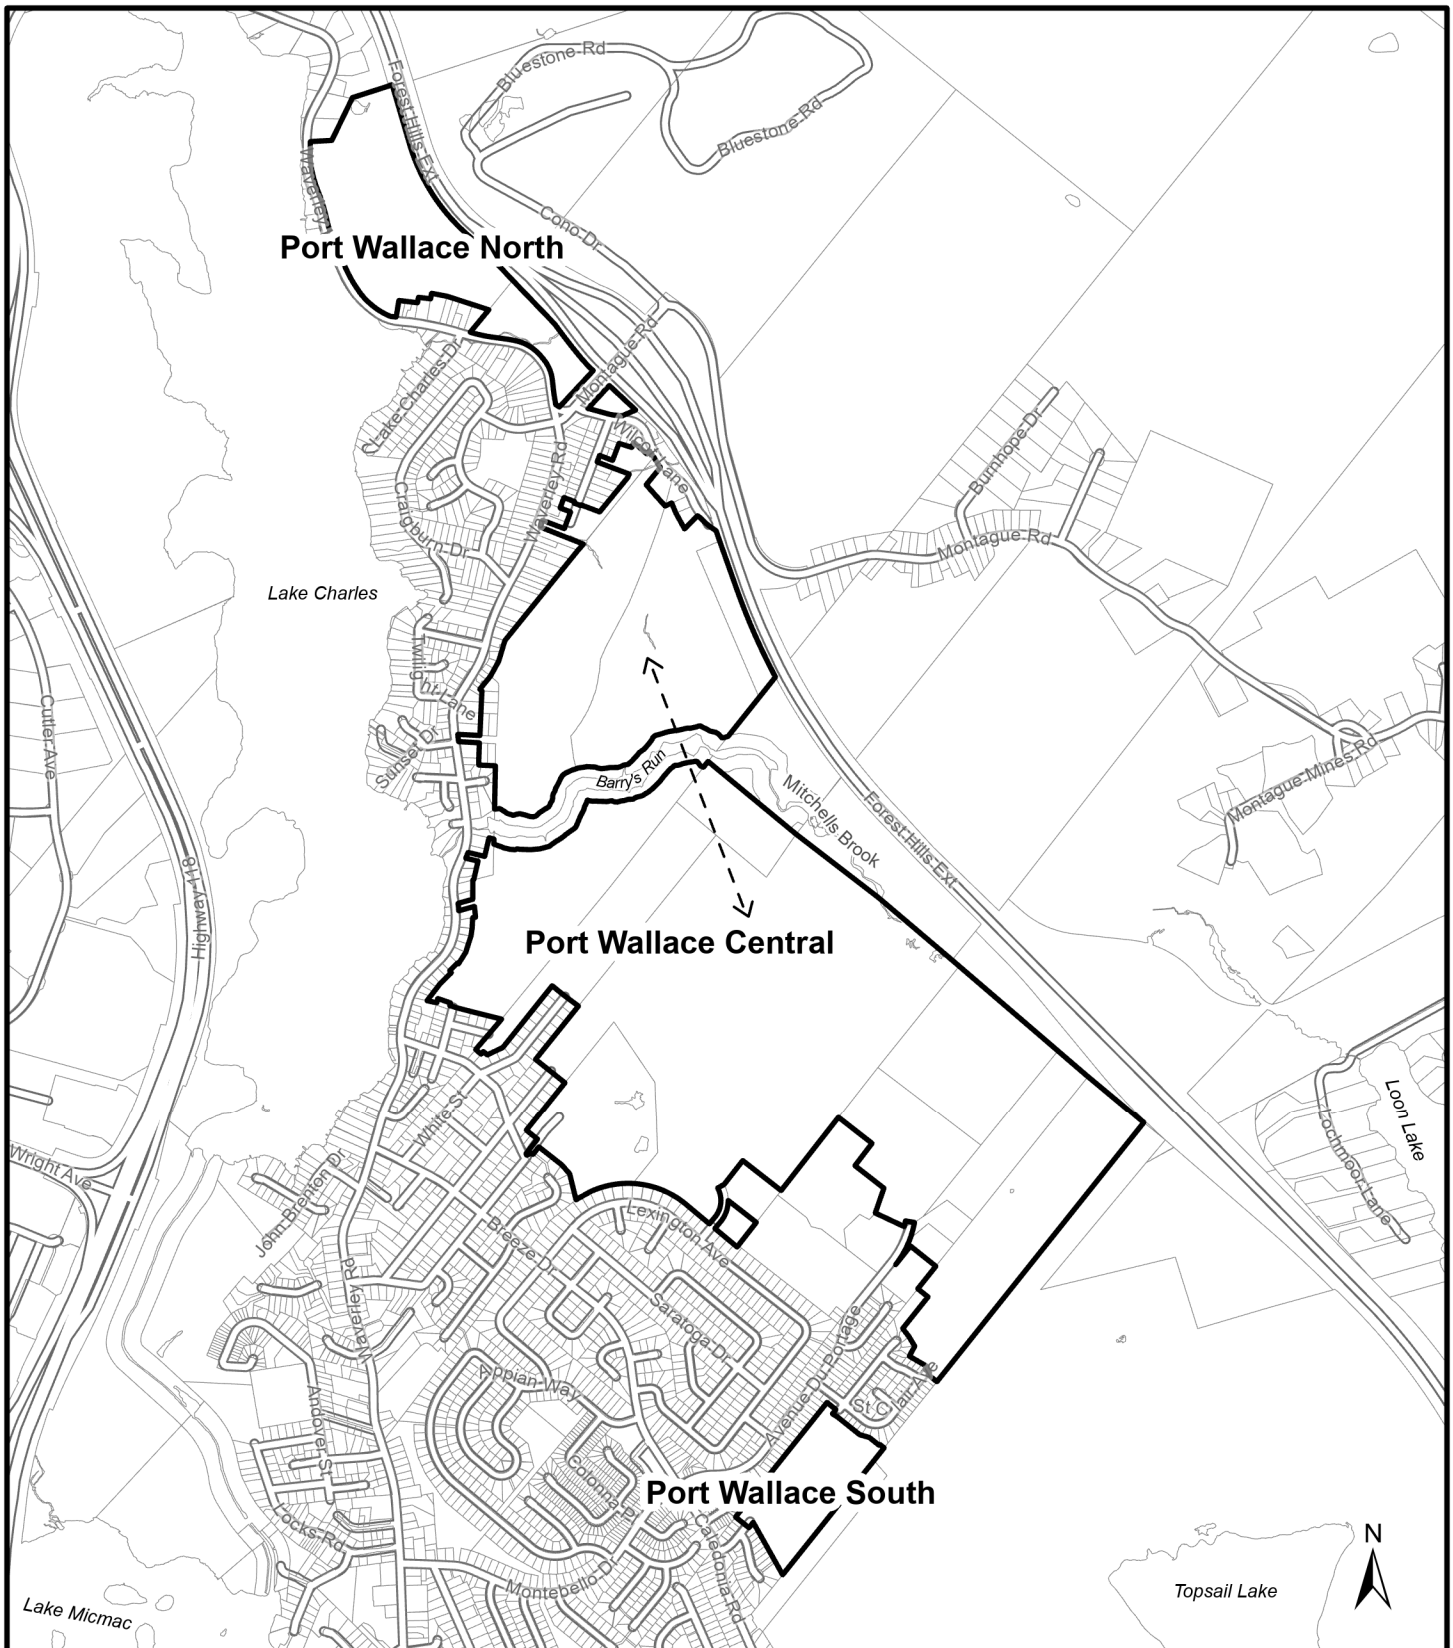 Bluestone Rd
Forest Hills Ext
Bluestone Rd
Waverley
Cono Dr
Port Wallace North
Montague Rd
Lake Charles Dr
Wilcot Lane
Burnhope Dr
Waverley Rd
Craigburn Dr
Montague Rd
Lake Charles
Twilight Lane
Cutler Ave
Sunset Dr
Barry's Run
Mitchells Brook
Montague Mines Rd
Forest Hills Ext
Highway 118
Port Wallace Central
Loon Lake
White St
Lochmoor Lane
Wright Ave
John Brenton Dr
Lexington Ave
Breeze Dr
Waverley Rd
Saratoga Dr
Avenue Du Portage
Appian Way
St Clair Ave
Andover St
Colonna Pl
Port Wallace South
Locks Rd
Caledonia Rd
N
Montebello Dr
Topsail Lake
Lake Micmac